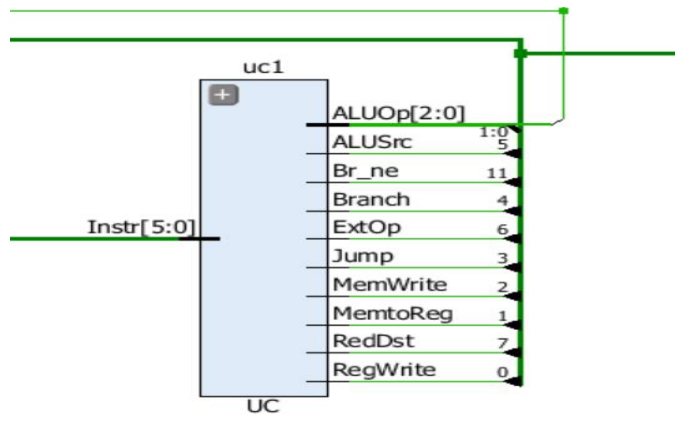 uc1
+
ALUOp[2:0]
1:0
ALUSrc 5
Br_ne 11
Branch 4
Instr[5:0] ExtOp 6
Jump 3
MemWrite 2
MemtoReg 1
RedDst 7
RegWrite 0
UC